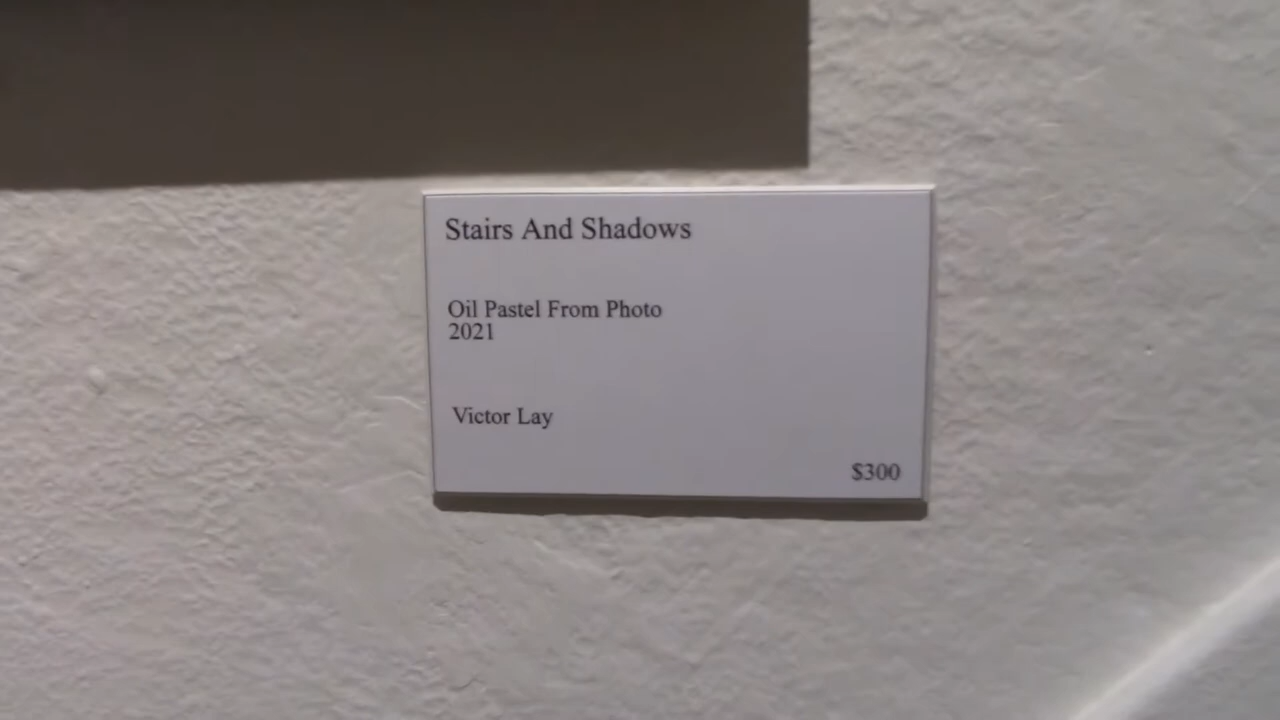 Stairs And Shadows
Oil Pastel From Photo
2021
Victor Lay
$300